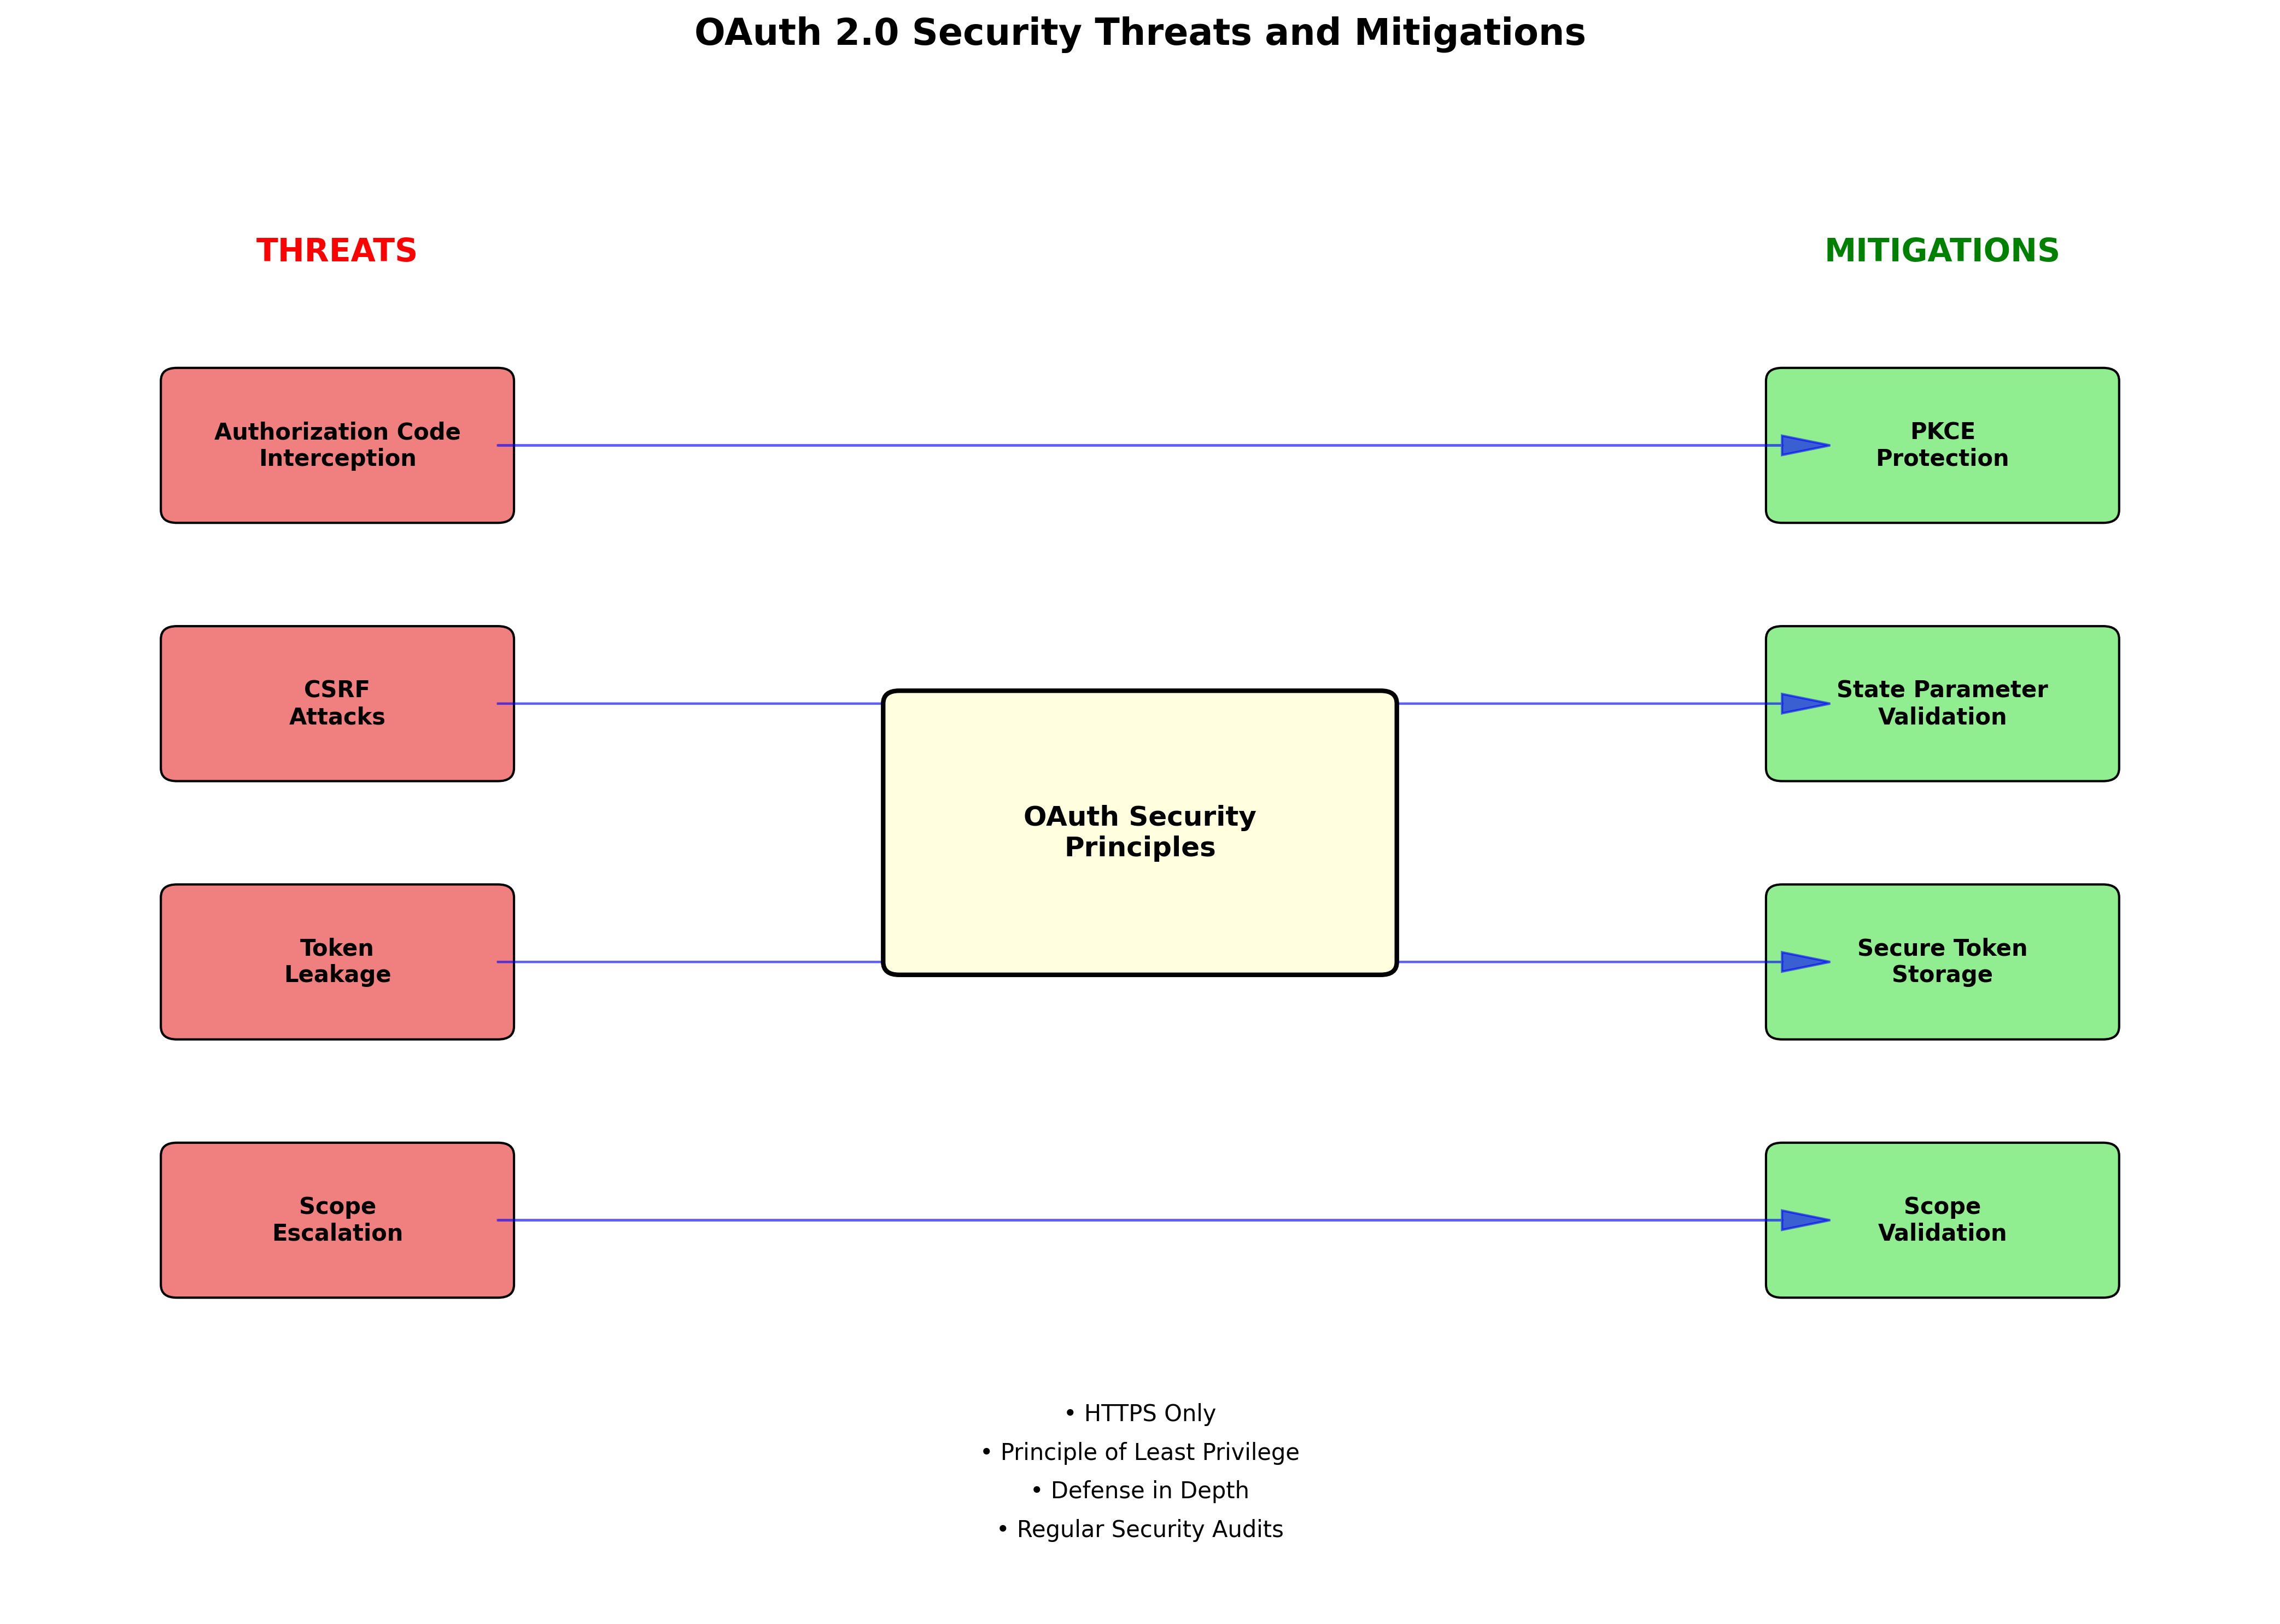 OAuth 2.0 Security Threats and Mitigations
THREATS
MITIGATIONS
Authorization Code
Interception
PKCE
Protection
CSRF
Attacks
State Parameter
Validation
OAuth Security
Principles
Token
Leakage
Secure Token
Storage
Scope
Escalation
Scope
Validation
• HTTPS Only
• Principle of Least Privilege
• Defense in Depth
• Regular Security Audits